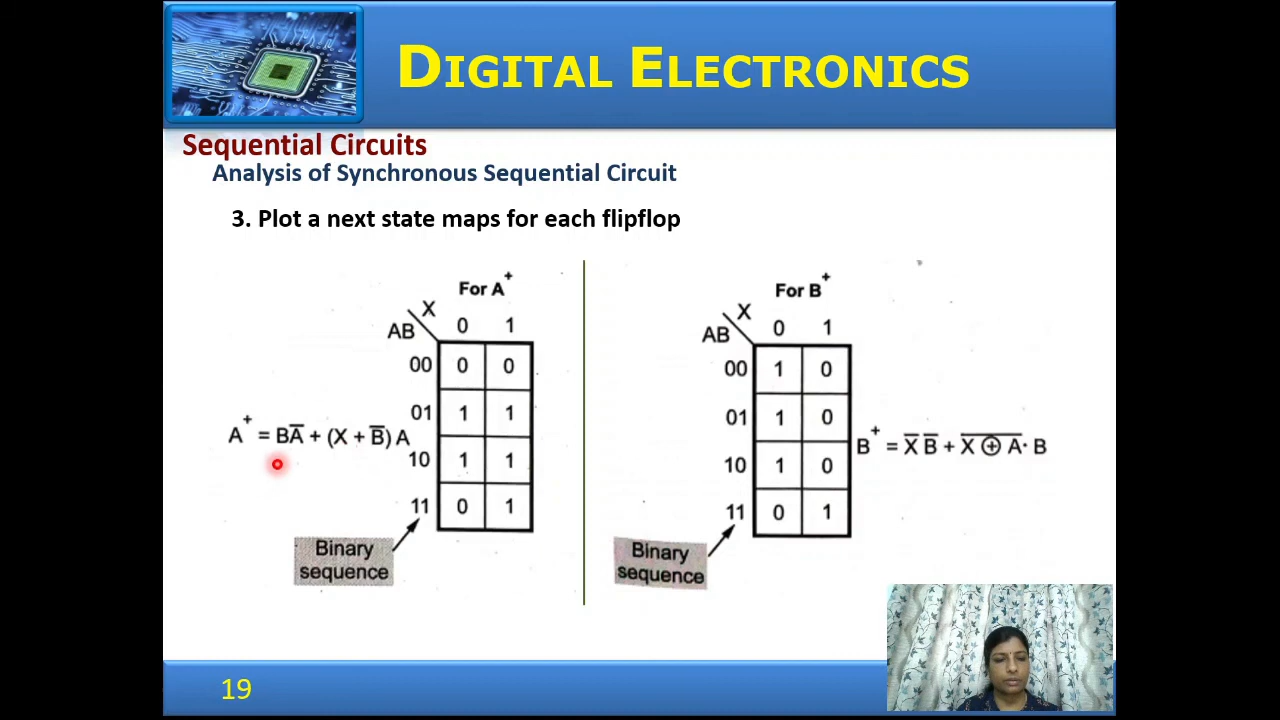 DIGITAL ELECTRONICS
Sequential Circuits
Analysis of Synchronous Sequential Circuit
3. Plot a next state maps for each flipflop
For A⁺
X
AB 0 1
00 0 0
01 1 1
10 1 1
11 0 1
A⁺ = BA̅ + (X + B̅) A
Binary
sequence
For B⁺
X
AB 0 1
00 1 0
01 1 0
10 1 0
11 0 1
B⁺ = X̅ B̅ + X̅ ̅⊕̅ ̅A̅ · B
Binary
sequence
19